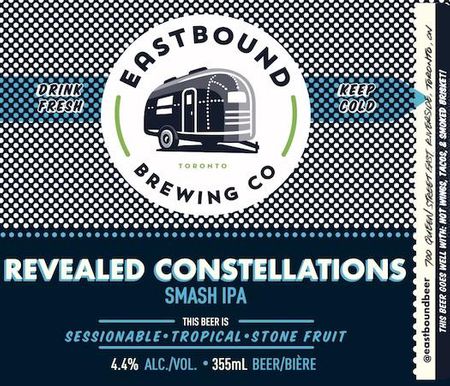 EASTBOUND
TORONTO
BREWING CO
DRINK
FRESH
KEEP
COLD
REVEALED CONSTELLATIONS
SMASH IPA
THIS BEER IS
SESSIONABLE • TROPICAL • STONE FRUIT
4.4% ALC./VOL. • 355mL BEER/BIÈRE
@eastboundbeer
700 QUEEN STREET EAST, RIVERSIDE, TORONTO, ON
THIS BEER GOES WELL WITH: HOT WINGS, TACOS, & SMOKED BRISKET!